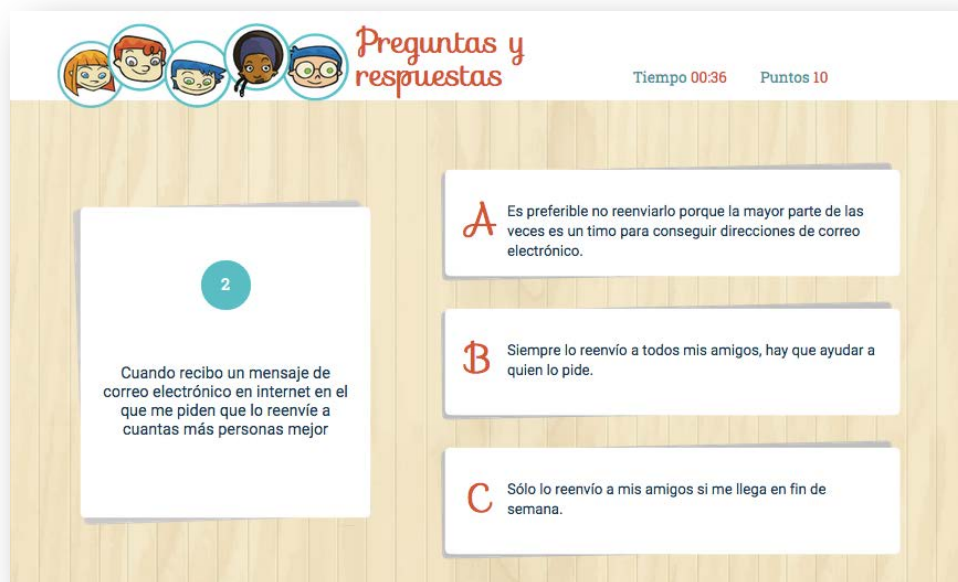 Preguntas y
respuestas
Tiempo 00:36 Puntos 10
2
Cuando recibo un mensaje de
correo electrónico en internet en el
que me piden que lo reenvíe a
cuantas más personas mejor
A
Es preferible no reenviarlo porque la mayor parte de las
veces es un timo para conseguir direcciones de correo
electrónico.
B
Siempre lo reenvío a todos mis amigos, hay que ayudar a
quien lo pide.
C
Sólo lo reenvío a mis amigos si me llega en fin de
semana.